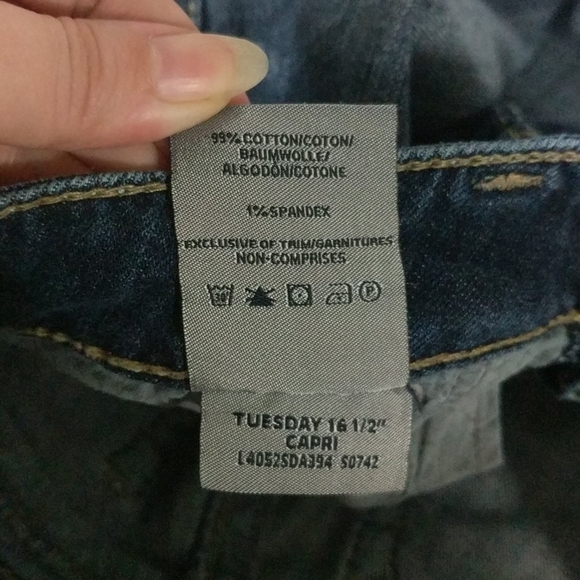 99% COTTON/COTON/
BAUMWOLLE/
ALGODÓN/COTONE
1% SPANDEX
EXCLUSIVE OF TRIM/GARNITURES
NON-COMPRISES
30 P
TUESDAY 16 1/2"
CAPRI
L4052SDA394 S0742